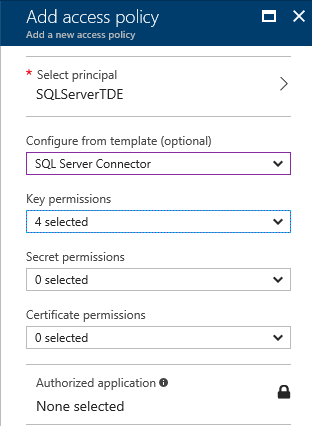 Add access policy
Add a new access policy
* Select principal
SQLServerTDE
Configure from template (optional)
SQL Server Connector
Key permissions
4 selected
Secret permissions
0 selected
Certificate permissions
0 selected
Authorized application
None selected